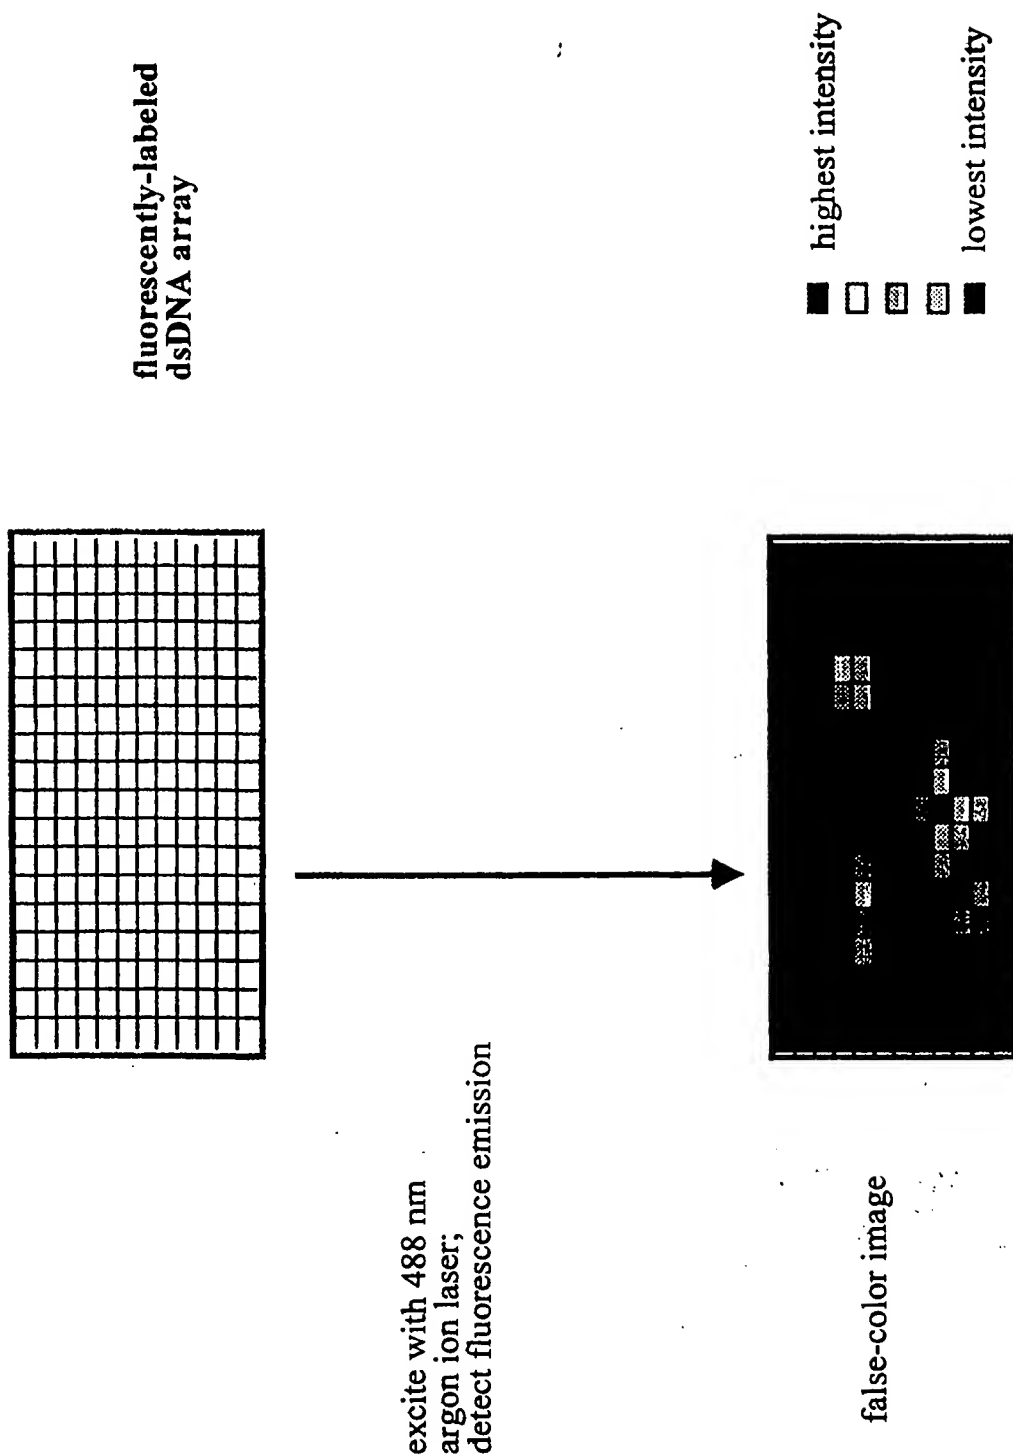 fluorescently-labeled
dsDNA array
excite with 488 nm
argon ion laser;
detect fluorescence emission
false-color image
highest intensity
lowest intensity